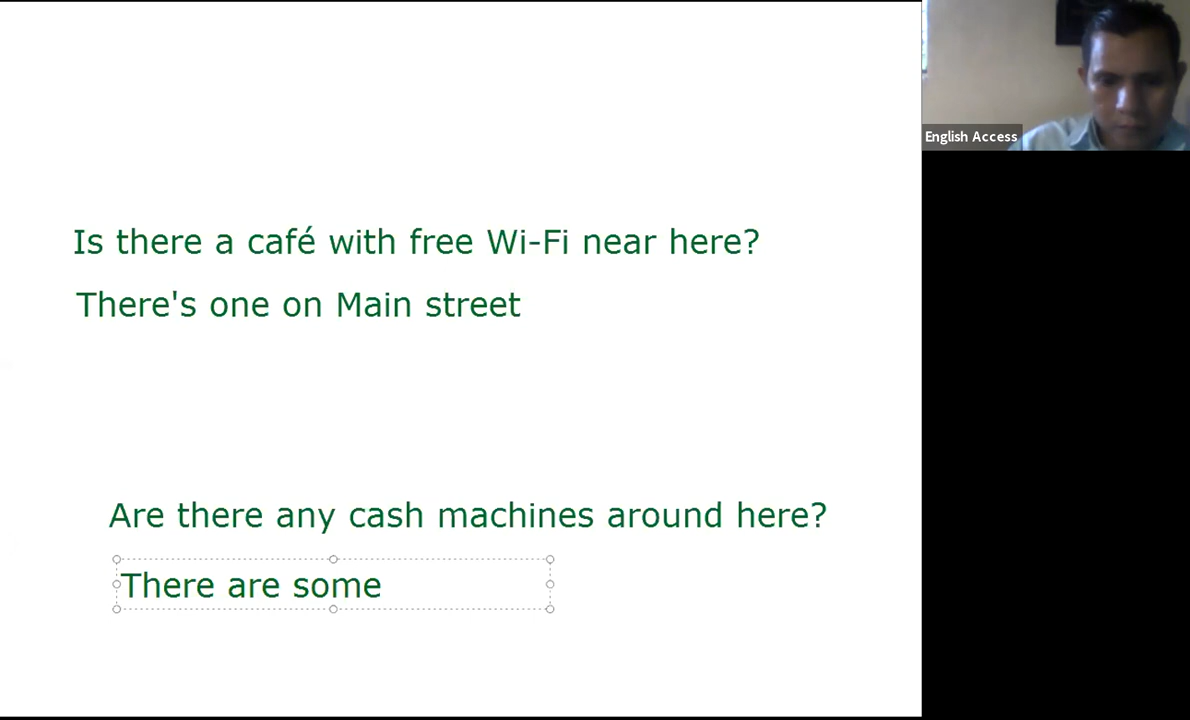 Is there a café with free Wi-Fi near here?
There's one on Main street
Are there any cash machines around here?
There are some
English Access